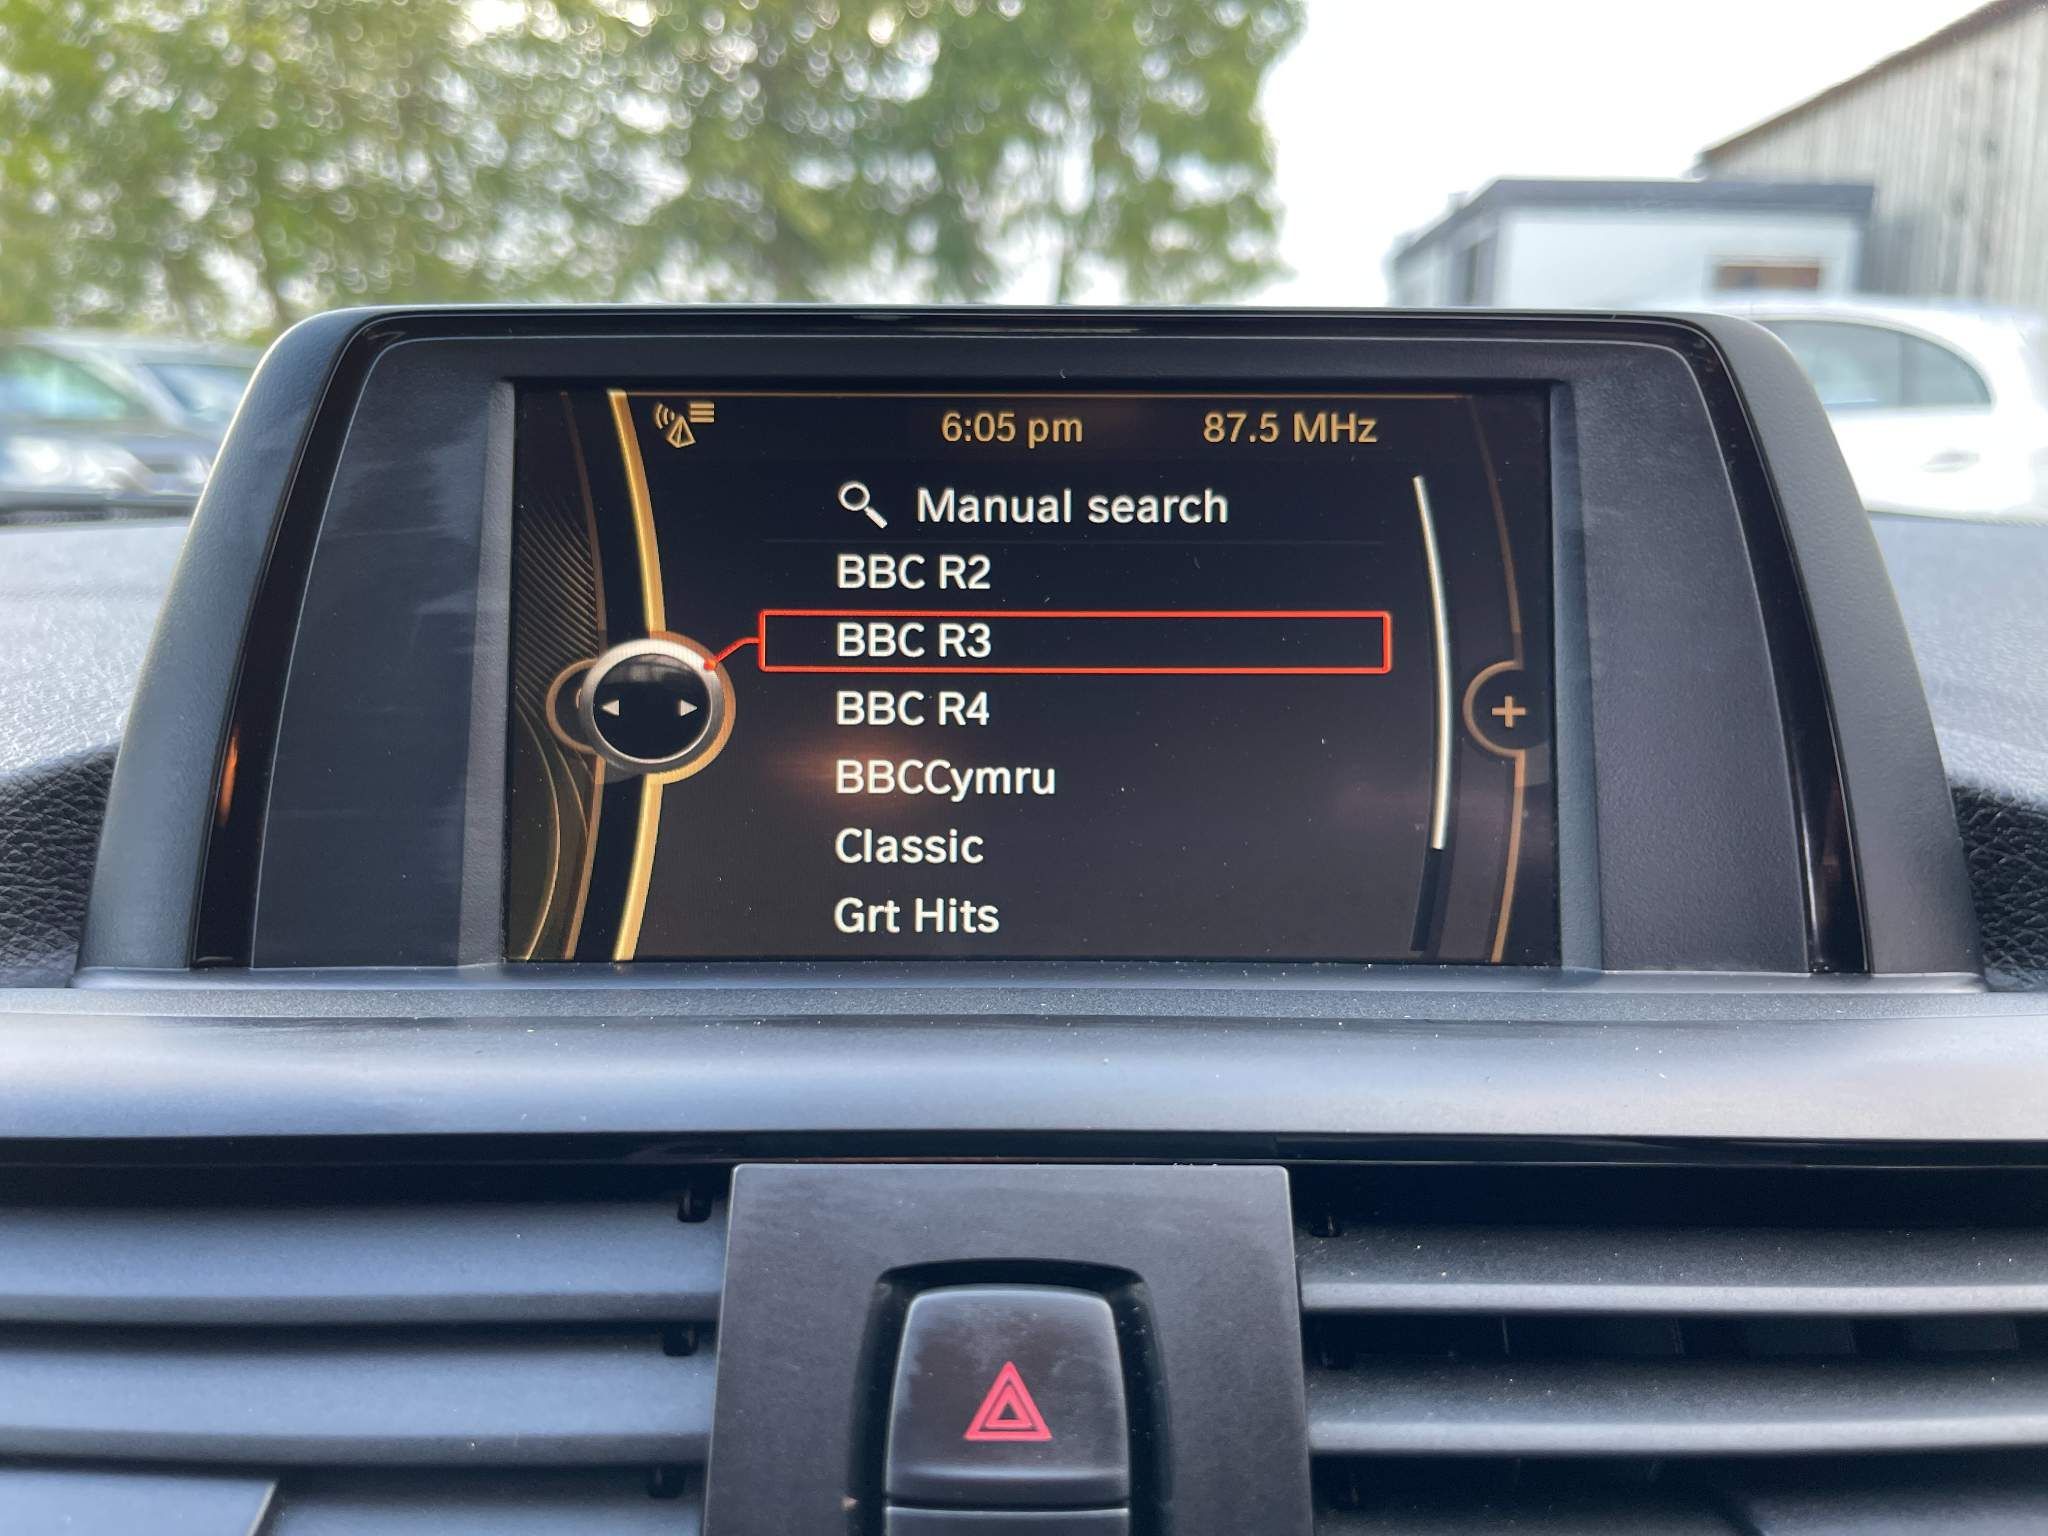 6:05 pm 87.5 MHz
Manual search
BBC R2
BBC R3
BBC R4
BBCCymru
Classic
Grt Hits